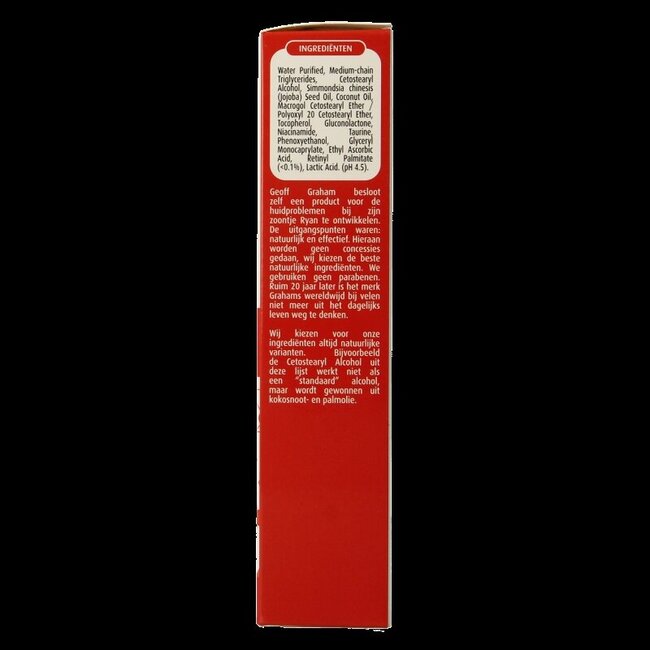 INGREDIËNTEN
Water Purified, Medium-chain
Triglycerides, Cetostearyl
Alcohol, Simmondsia chinesis
(Jojoba) Seed Oil, Coconut Oil,
Macrogol Cetostearyl Ether /
Polyoxyl 20 Cetostearyl Ether,
Tocopherol, Gluconolactone,
Niacinamide, Taurine,
Phenoxyethanol, Glyceryl
Monocaprylate, Ethyl Ascorbic
Acid, Retinyl Palmitate
(<0.1%), Lactic Acid. (pH 4.5).
Geoff Graham besloot
zelf een product voor de
huidproblemen bij zijn
zoontje Ryan te ontwikkelen.
De uitgangspunten waren:
natuurlijk en effectief. Hieraan
worden geen concessies
gedaan, wij kiezen de beste
natuurlijke ingrediënten. We
gebruiken geen parabenen.
Ruim 20 jaar later is het merk
Grahams wereldwijd bij velen
niet meer uit het dagelijks
leven weg te denken.
Wij kiezen voor onze
ingrediënten altijd natuurlijke
varianten. Bijvoorbeeld
de Cetostearyl Alcohol uit
deze lijst werkt niet als
een “standaard” alcohol,
maar wordt gewonnen uit
kokosnoot- en palmolie.